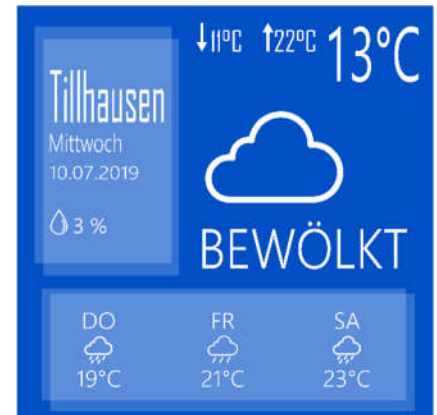 ↓11°C ↑22°C 13°C
Tillhausen
Mittwoch
10.07.2019
3 %
BEWÖLKT
DO FR SA
19°C 21°C 23°C